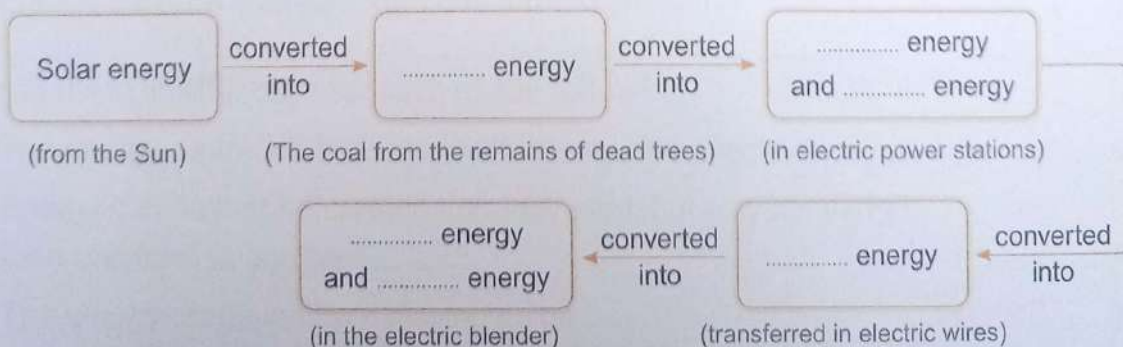 Solar energy
converted
into
............... energy
converted
into
............... energy
and ............... energy
(from the Sun)
(The coal from the remains of dead trees)
(in electric power stations)
converted
into
............... energy
converted
into
............... energy
and ............... energy
(transferred in electric wires)
(in the electric blender)